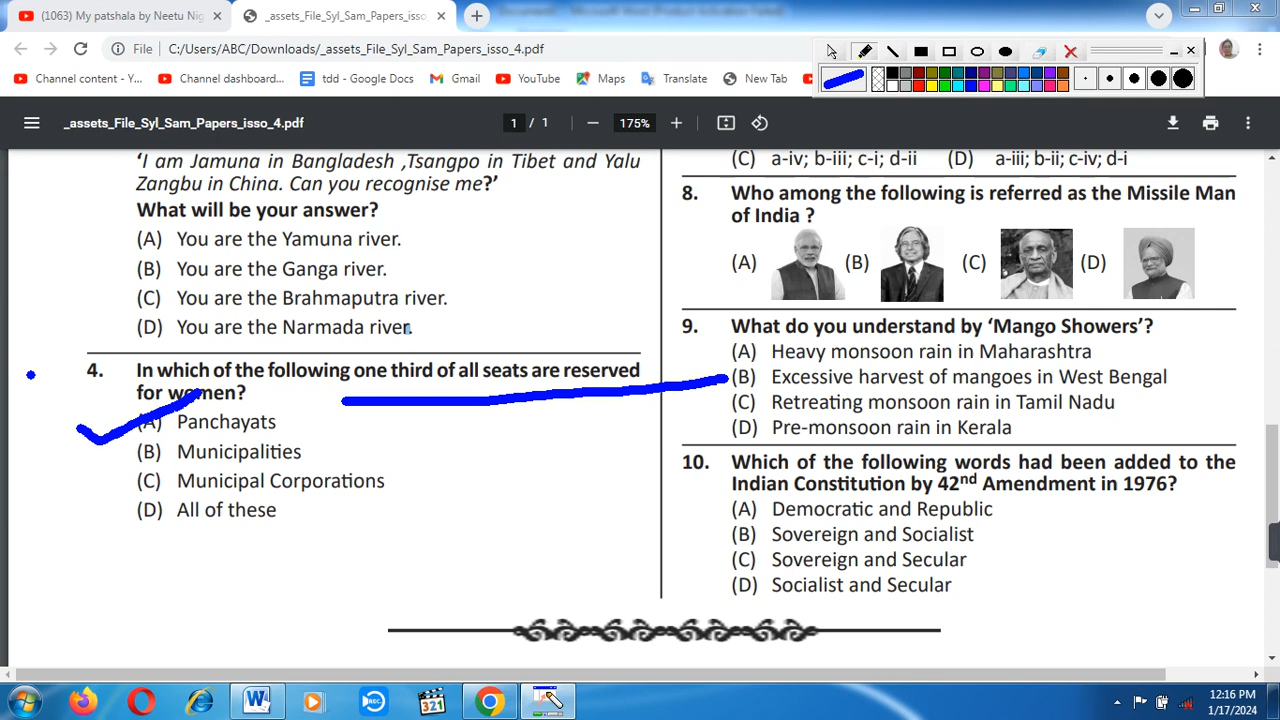 (1063) My patshala by Neetu Nig
_assets_File_Syl_Sam_Papers_isso_
File
C:/Users/ABC/Downloads/_assets_File_Syl_Sam_Papers_isso_4.pdf
Channel content - Y...
Channel dashboard...
bid - Google Docs
Gmail
YouTube
Maps
Translate
New Tab
_assets_File_Syl_Sam_Papers_isso_4.pdf
1 / 1
175%
'I am Jamuna in Bangladesh ,Tsangpo in Tibet and Yalu
Zangbu in China. Can you recognise me?'
What will be your answer?
(A) You are the Yamuna river.
(B) You are the Ganga river.
(C) You are the Brahmaputra river.
(D) You are the Narmada river.
4. In which of the following one third of all seats are reserved
for women?
(A) Panchayats
(B) Municipalities
(C) Municipal Corporations
(D) All of these
(C) a-iv; b-iii; c-i; d-ii (D) a-iii; b-ii; c-iv; d-i
8. Who among the following is referred as the Missile Man
of India ?
(A) (B) (C) (D)
9. What do you understand by 'Mango Showers'?
(A) Heavy monsoon rain in Maharashtra
(B) Excessive harvest of mangoes in West Bengal
(C) Retreating monsoon rain in Tamil Nadu
(D) Pre-monsoon rain in Kerala
10. Which of the following words had been added to the
Indian Constitution by 42nd Amendment in 1976?
(A) Democratic and Republic
(B) Sovereign and Socialist
(C) Sovereign and Secular
(D) Socialist and Secular
REC
321
12:16 PM
1/17/2024